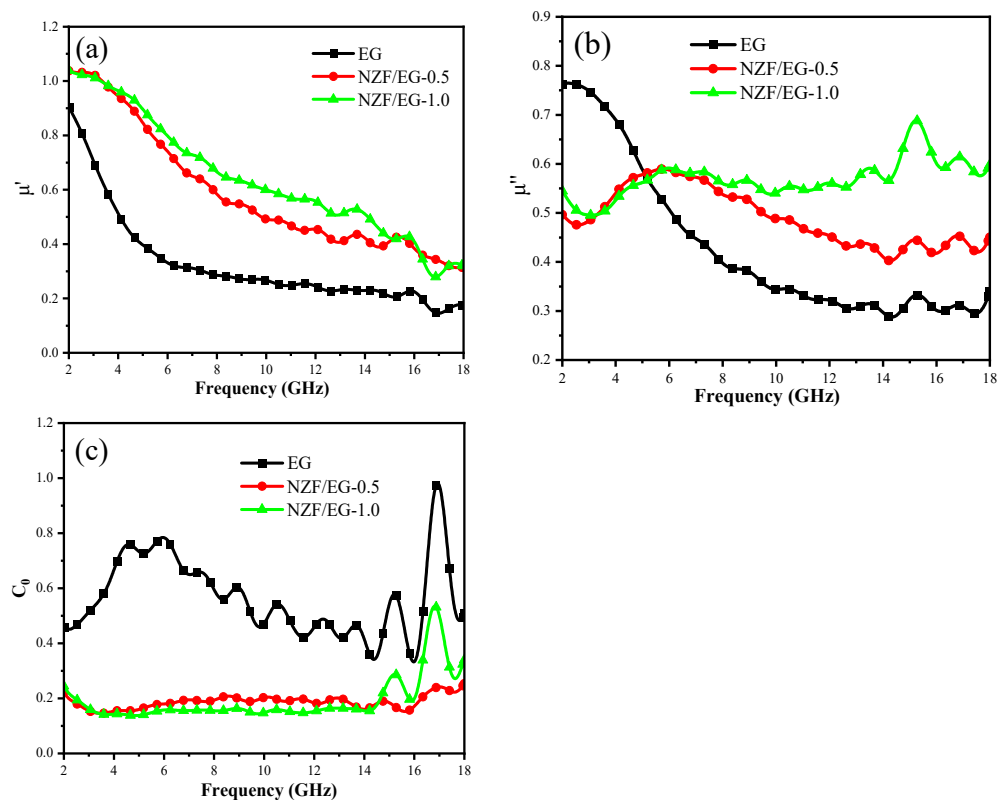 (a)
EG
NZF/EG-0.5
NZF/EG-1.0
1.2
1.0
0.8
0.6
0.4
0.2
0.0
μ'
2 4 6 8 10 12 14 16 18
Frequency (GHz)
(b)
EG
NZF/EG-0.5
NZF/EG-1.0
0.9
0.8
0.7
0.6
0.5
0.4
0.3
0.2
μ''
2 4 6 8 10 12 14 16 18
Frequency (GHz)
(c)
EG
NZF/EG-0.5
NZF/EG-1.0
1.2
1.0
0.8
0.6
0.4
0.2
0.0
C₀
2 4 6 8 10 12 14 16 18
Frequency (GHz)